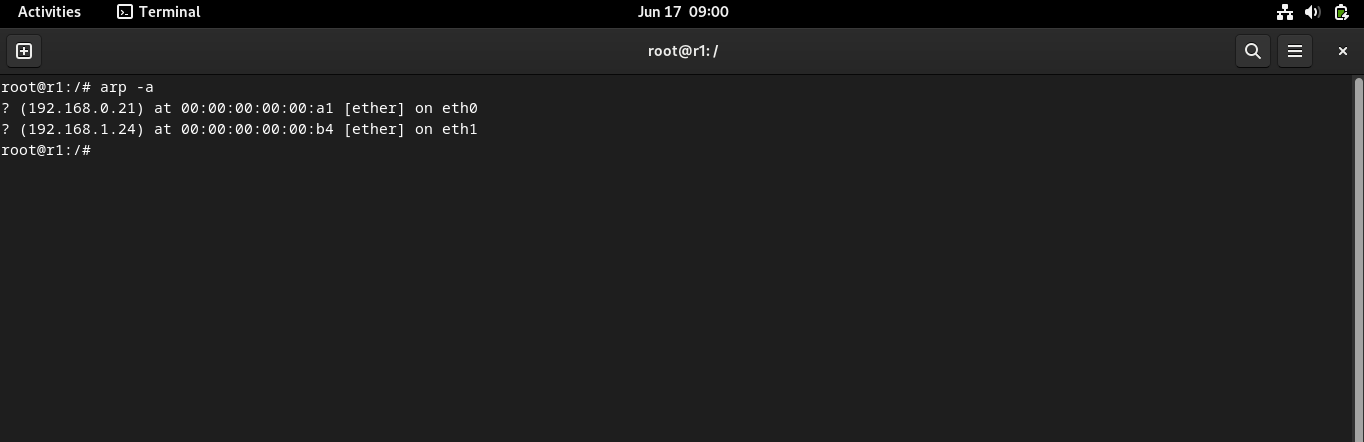 Activities Terminal Jun 17 09:00
root@r1: /
root@r1:/# arp -a
? (192.168.0.21) at 00:00:00:00:00:a1 [ether] on eth0
? (192.168.1.24) at 00:00:00:00:00:b4 [ether] on eth1
root@r1:/#